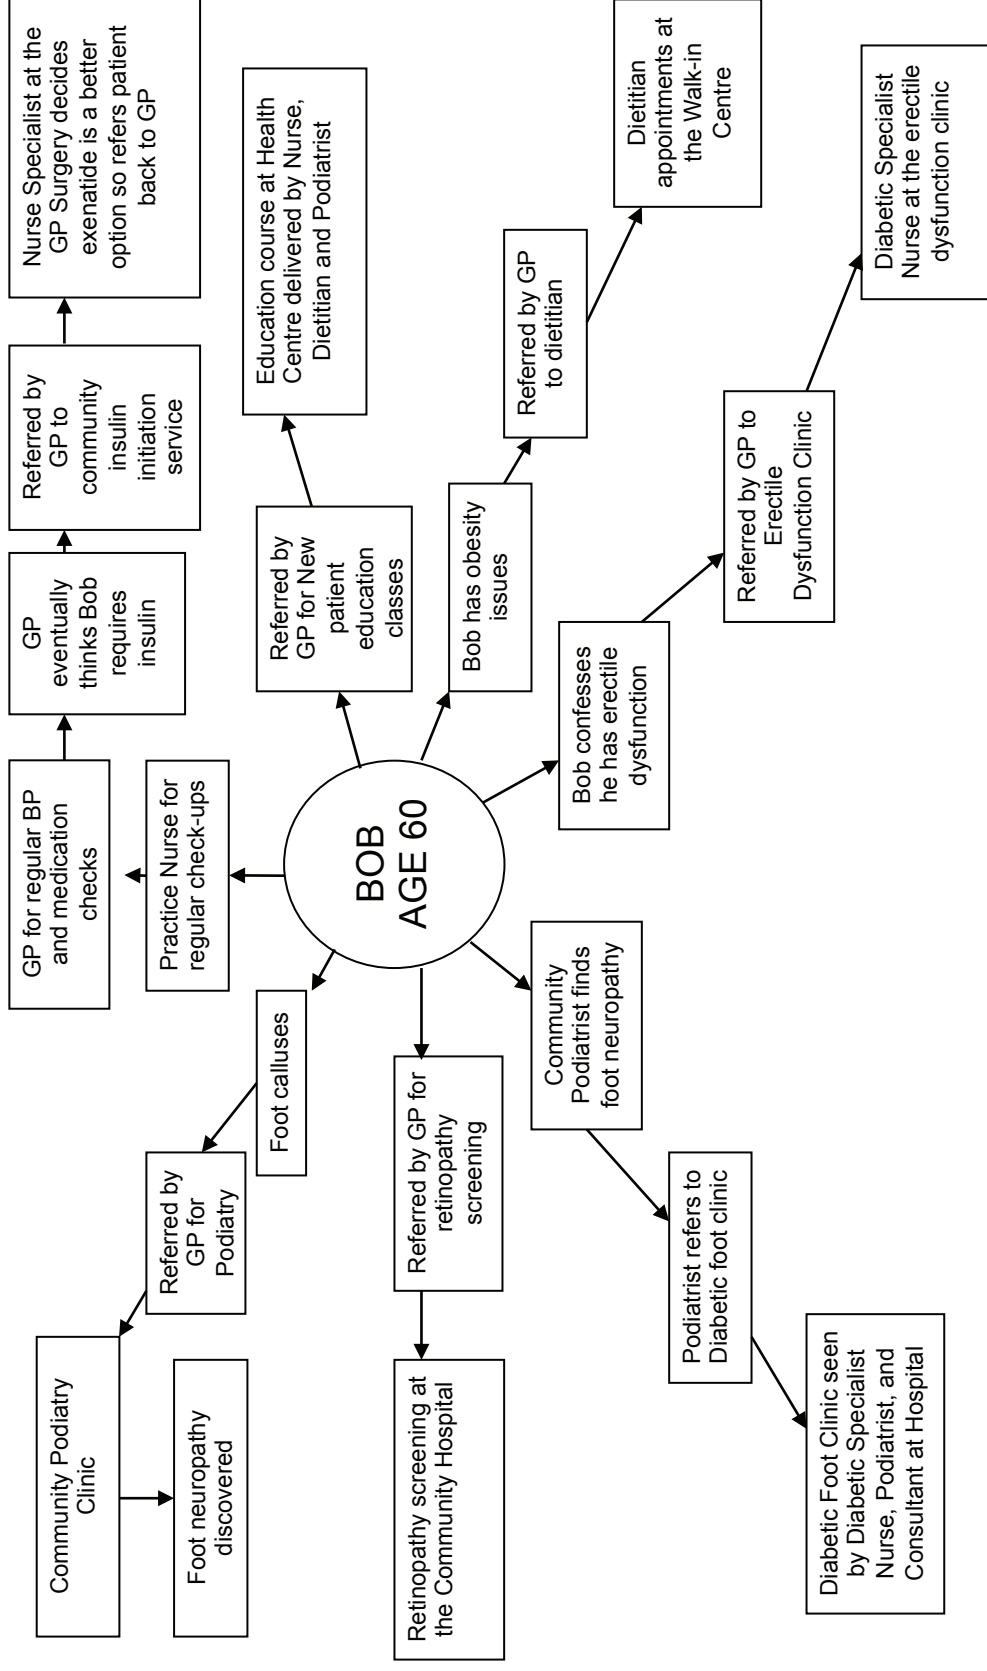 Community Podiatry
Clinic
Foot neuropathy
discovered
Referred by
GP for
Podiatry
Foot calluses
GP for regular BP
and medication
checks
Practice Nurse for
regular check-ups
GP
eventually
thinks Bob
requires
insulin
Referred by
GP to
community
insulin
initiation
service
Nurse Specialist at the
GP Surgery decides
exenatide is a better
option so refers patient
back to GP
Referred by
GP for New
patient
education
classes
Education course at Health
Centre delivered by Nurse,
Dietitian and Podiatrist
BOB
AGE 60
Retinopathy screening at
the Community Hospital
Referred by GP for
retinopathy
screening
Bob has obesity
issues
Referred by GP
to dietitian
Dietitian
appointments at
the Walk-in
Centre
Community
Podiatrist finds
foot neuropathy
Podiatrist refers to
Diabetic foot clinic
Diabetic Foot Clinic seen
by Diabetic Specialist
Nurse, Podiatrist, and
Consultant at Hospital
Bob confesses
he has erectile
dysfunction
Referred by GP to
Erectile
Dysfunction Clinic
Diabetic Specialist
Nurse at the erectile
dysfunction clinic